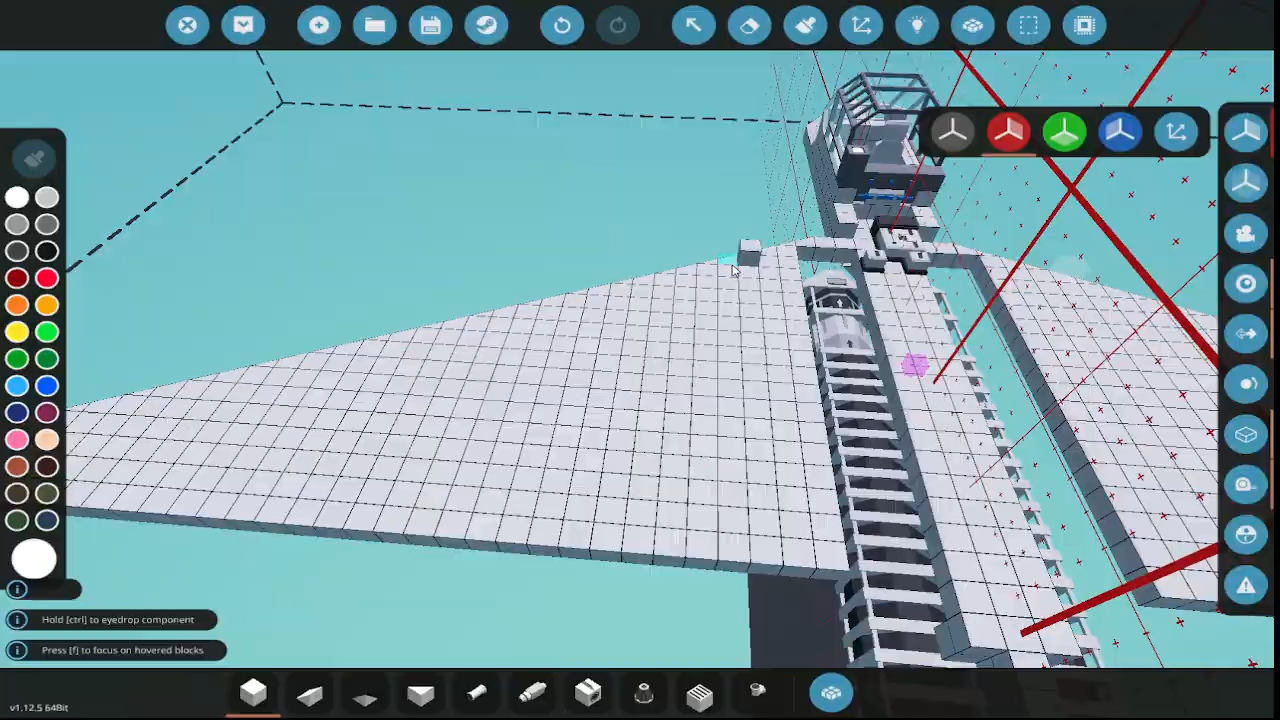 Hold [ctrl] to eyedrop component
Press [f] to focus on hovered blocks
v1.12.5 64Bit